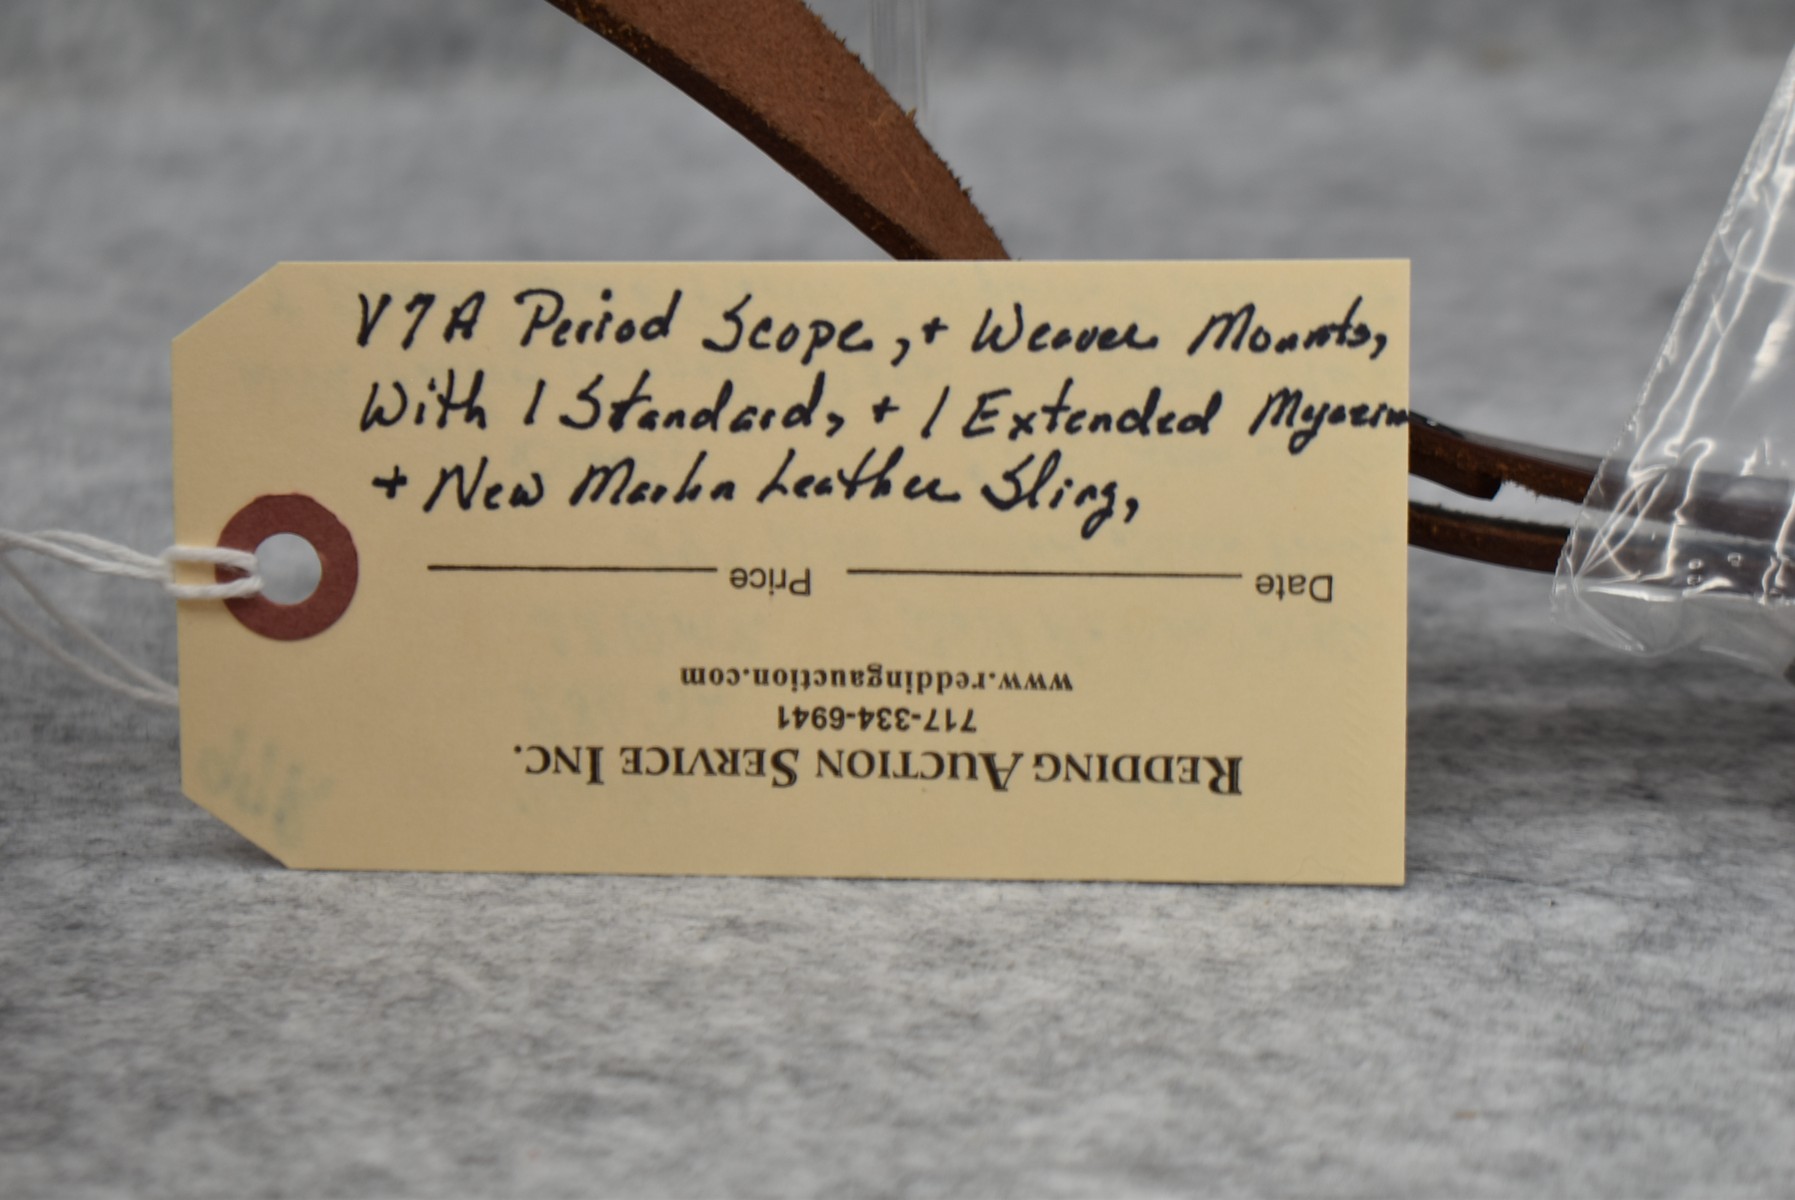 V7A Period Scope, + Weaver Mounts,
With 1 Standard, + 1 Extended
+ New Marlin Leather Sling,
Date Price
www.reddingauction.com
717-334-6941
REDDING AUCTION SERVICE INC.